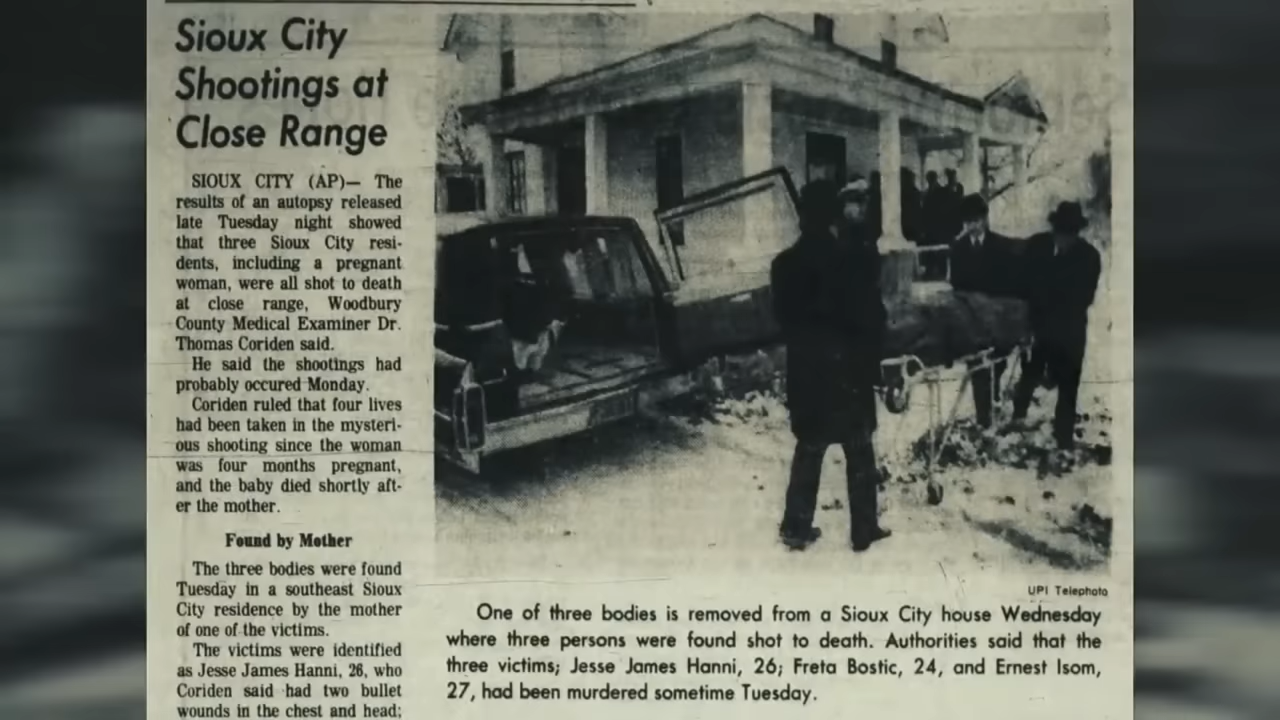 Sioux City
Shootings at
Close Range
SIOUX CITY (AP)— The
results of an autopsy released
late Tuesday night showed
that three Sioux City resi-
dents, including a pregnant
woman, were all shot to death
at close range, Woodbury
County Medical Examiner Dr.
Thomas Coriden said.
He said the shootings had
probably occured Monday.
Coriden ruled that four lives
had been taken in the mysteri-
ous shooting since the woman
was four months pregnant,
and the baby died shortly aft-
er the mother.
Found by Mother
The three bodies were found
Tuesday in a southeast Sioux
City residence by the mother
of one of the victims.
The victims were identified
as Jesse James Hanni, 26, who
Coriden said had two bullet
wounds in the chest and head;
UPI Telephoto
One of three bodies is removed from a Sioux City house Wednesday
where three persons were found shot to death. Authorities said that the
three victims; Jesse James Hanni, 26; Freta Bostic, 24, and Ernest Isom,
27, had been murdered sometime Tuesday.